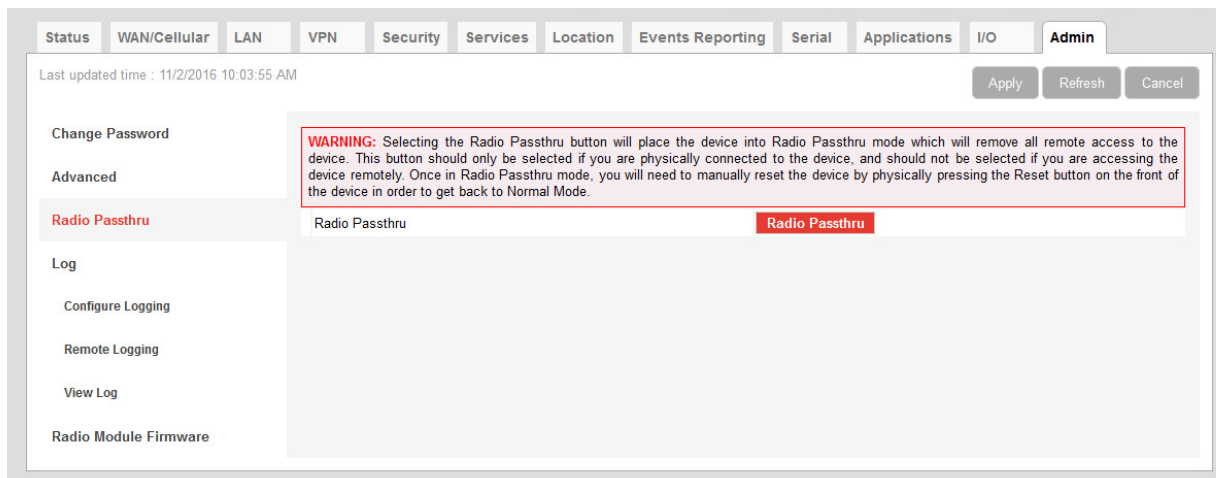 Status WAN/Cellular LAN VPN Security Services Location Events Reporting Serial Applications I/O Admin
Last updated time : 11/2/2016 10:03:55 AM
Apply Refresh Cancel
Change Password
Advanced
Radio Passthru
Log
Configure Logging
Remote Logging
View Log
Radio Module Firmware
WARNING: Selecting the Radio Passthru button will place the device into Radio Passthru mode which will remove all remote access to the
device. This button should only be selected if you are physically connected to the device, and should not be selected if you are accessing the
device remotely. Once in Radio Passthru mode, you will need to manually reset the device by physically pressing the Reset button on the front of
the device in order to get back to Normal Mode.
Radio Passthru Radio Passthru